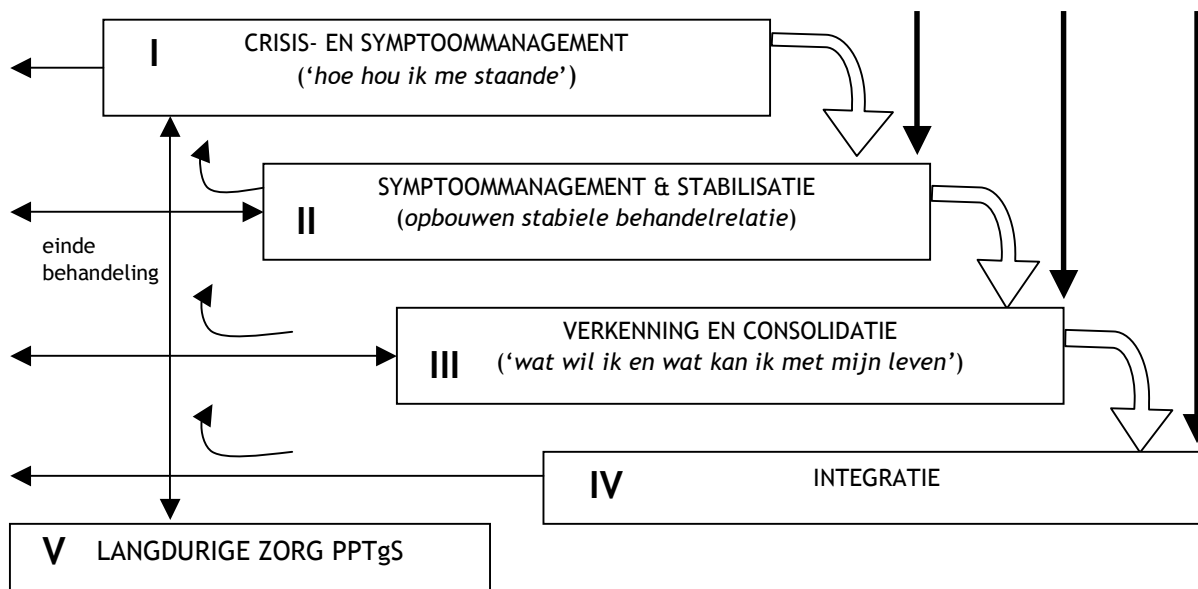 I CRISIS- EN SYMPTOOMMANAGEMENT
(‘hoe hou ik me staande’)
SYMPTOOMMANAGEMENT & STABILISATIE
II (opbouwen stabiele behandelrelatie)
einde
behandeling
VERKENNING EN CONSOLIDATIE
III (‘wat wil ik en wat kan ik met mijn leven’)
IV INTEGRATIE
V LANGDURIGE ZORG PPTgS